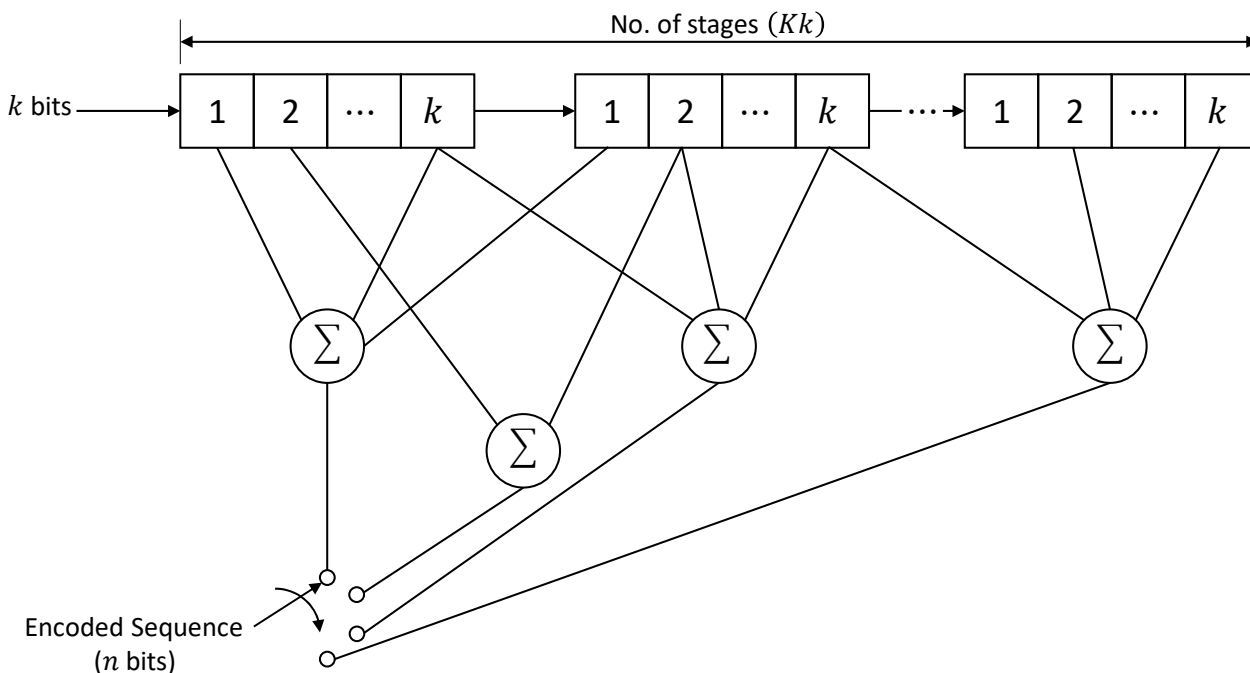 No. of stages (Kk)
k bits
1 2 ... k 1 2 ... k ... 1 2 ... k
∑ ∑ ∑
∑
Encoded Sequence
(n bits)